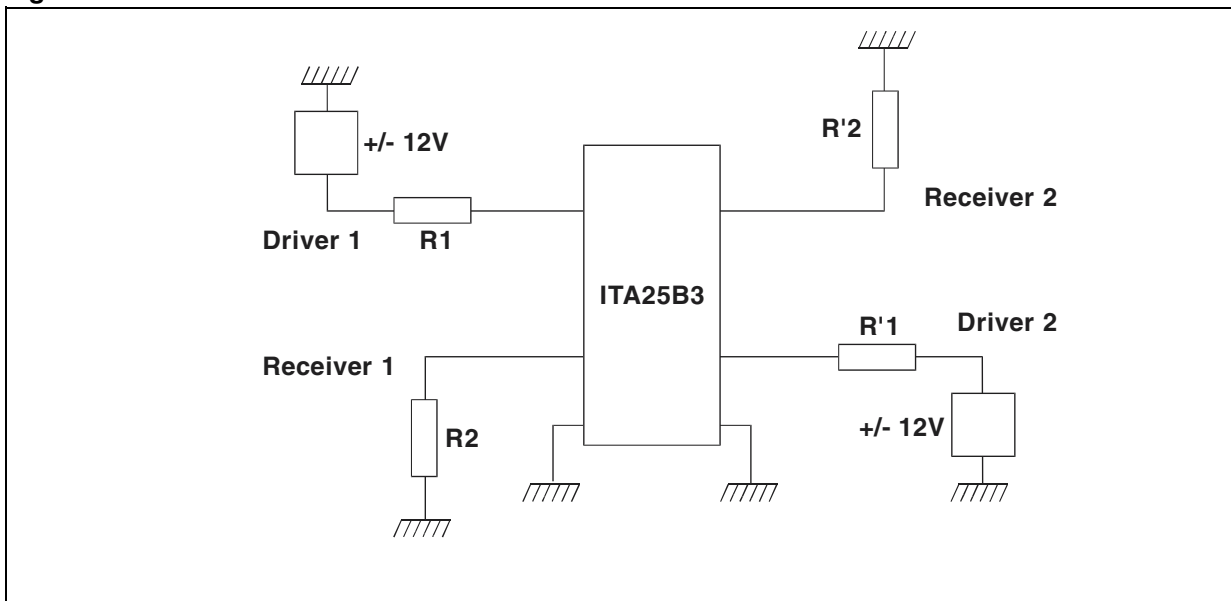 R'2
+/- 12V
Receiver 2
Driver 1
R1
ITA25B3
R'1
Driver 2
Receiver 1
+/- 12V
R2